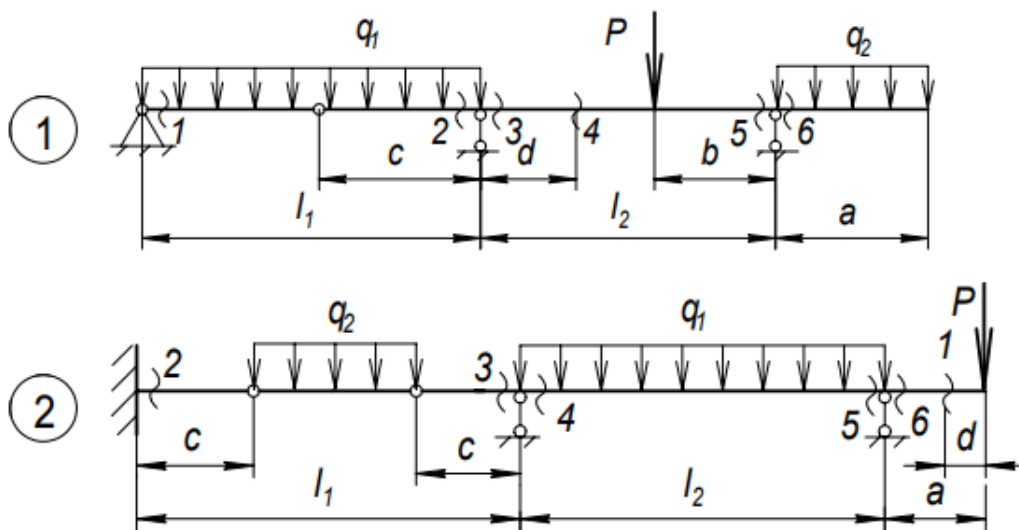 q₁ P q₂
1 1 2 3 4 5 6
c d b
l₁ l₂ a
q₂ q₁ P
2 2 3 4 5 6 1
c c d
l₁ l₂ a